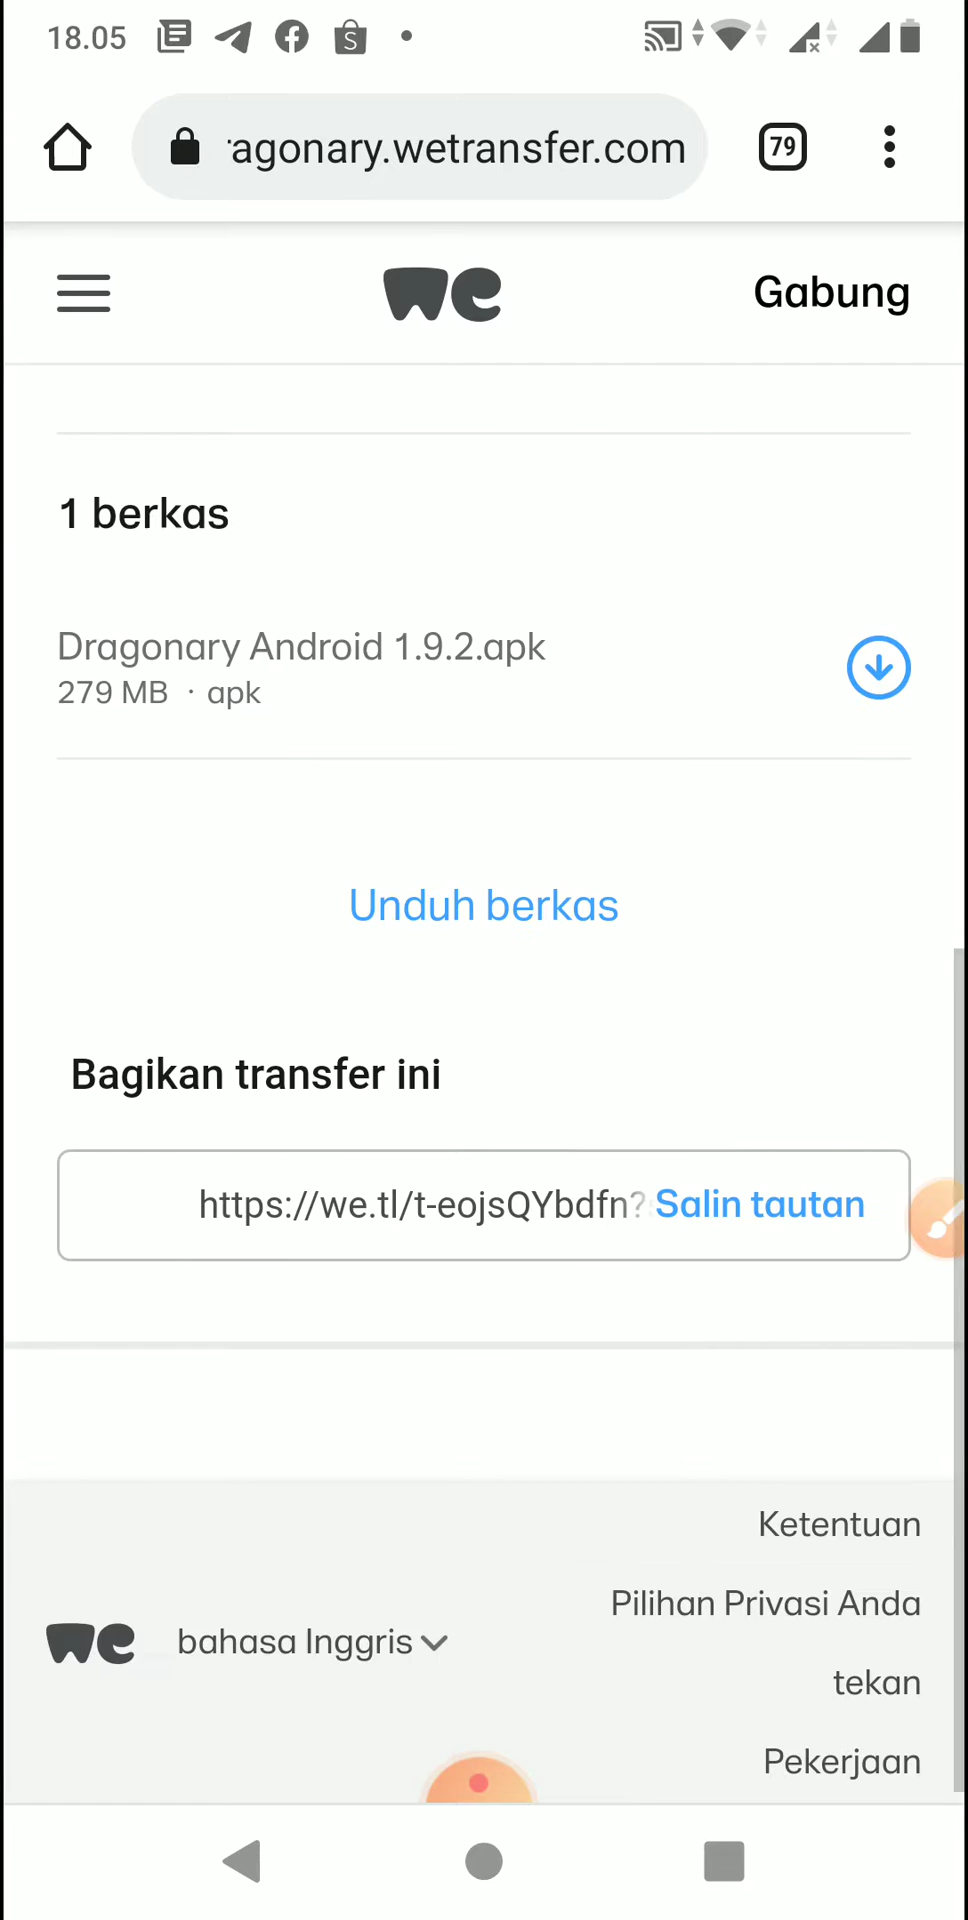 18.05
agonary.wetransfer.com
79
we
Gabung
1 berkas
Dragonary Android 1.9.2.apk
279 MB · apk
Unduh berkas
Bagikan transfer ini
https://we.tl/t-eojsQYbdfn? Salin tautan
Ketentuan
Pilihan Privasi Anda
we bahasa Inggris
tekan
Pekerjaan